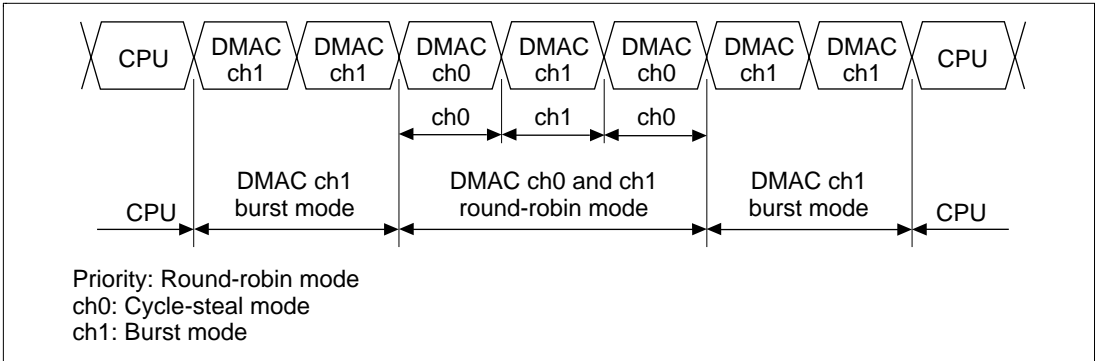 CPU DMAC ch1 DMAC ch1 DMAC ch0 DMAC ch1 DMAC ch0 DMAC ch1 DMAC ch1 CPU
ch0 ch1 ch0
CPU
DMAC ch1
burst mode
DMAC ch0 and ch1
round-robin mode
DMAC ch1
burst mode
CPU
Priority: Round-robin mode
ch0: Cycle-steal mode
ch1: Burst mode